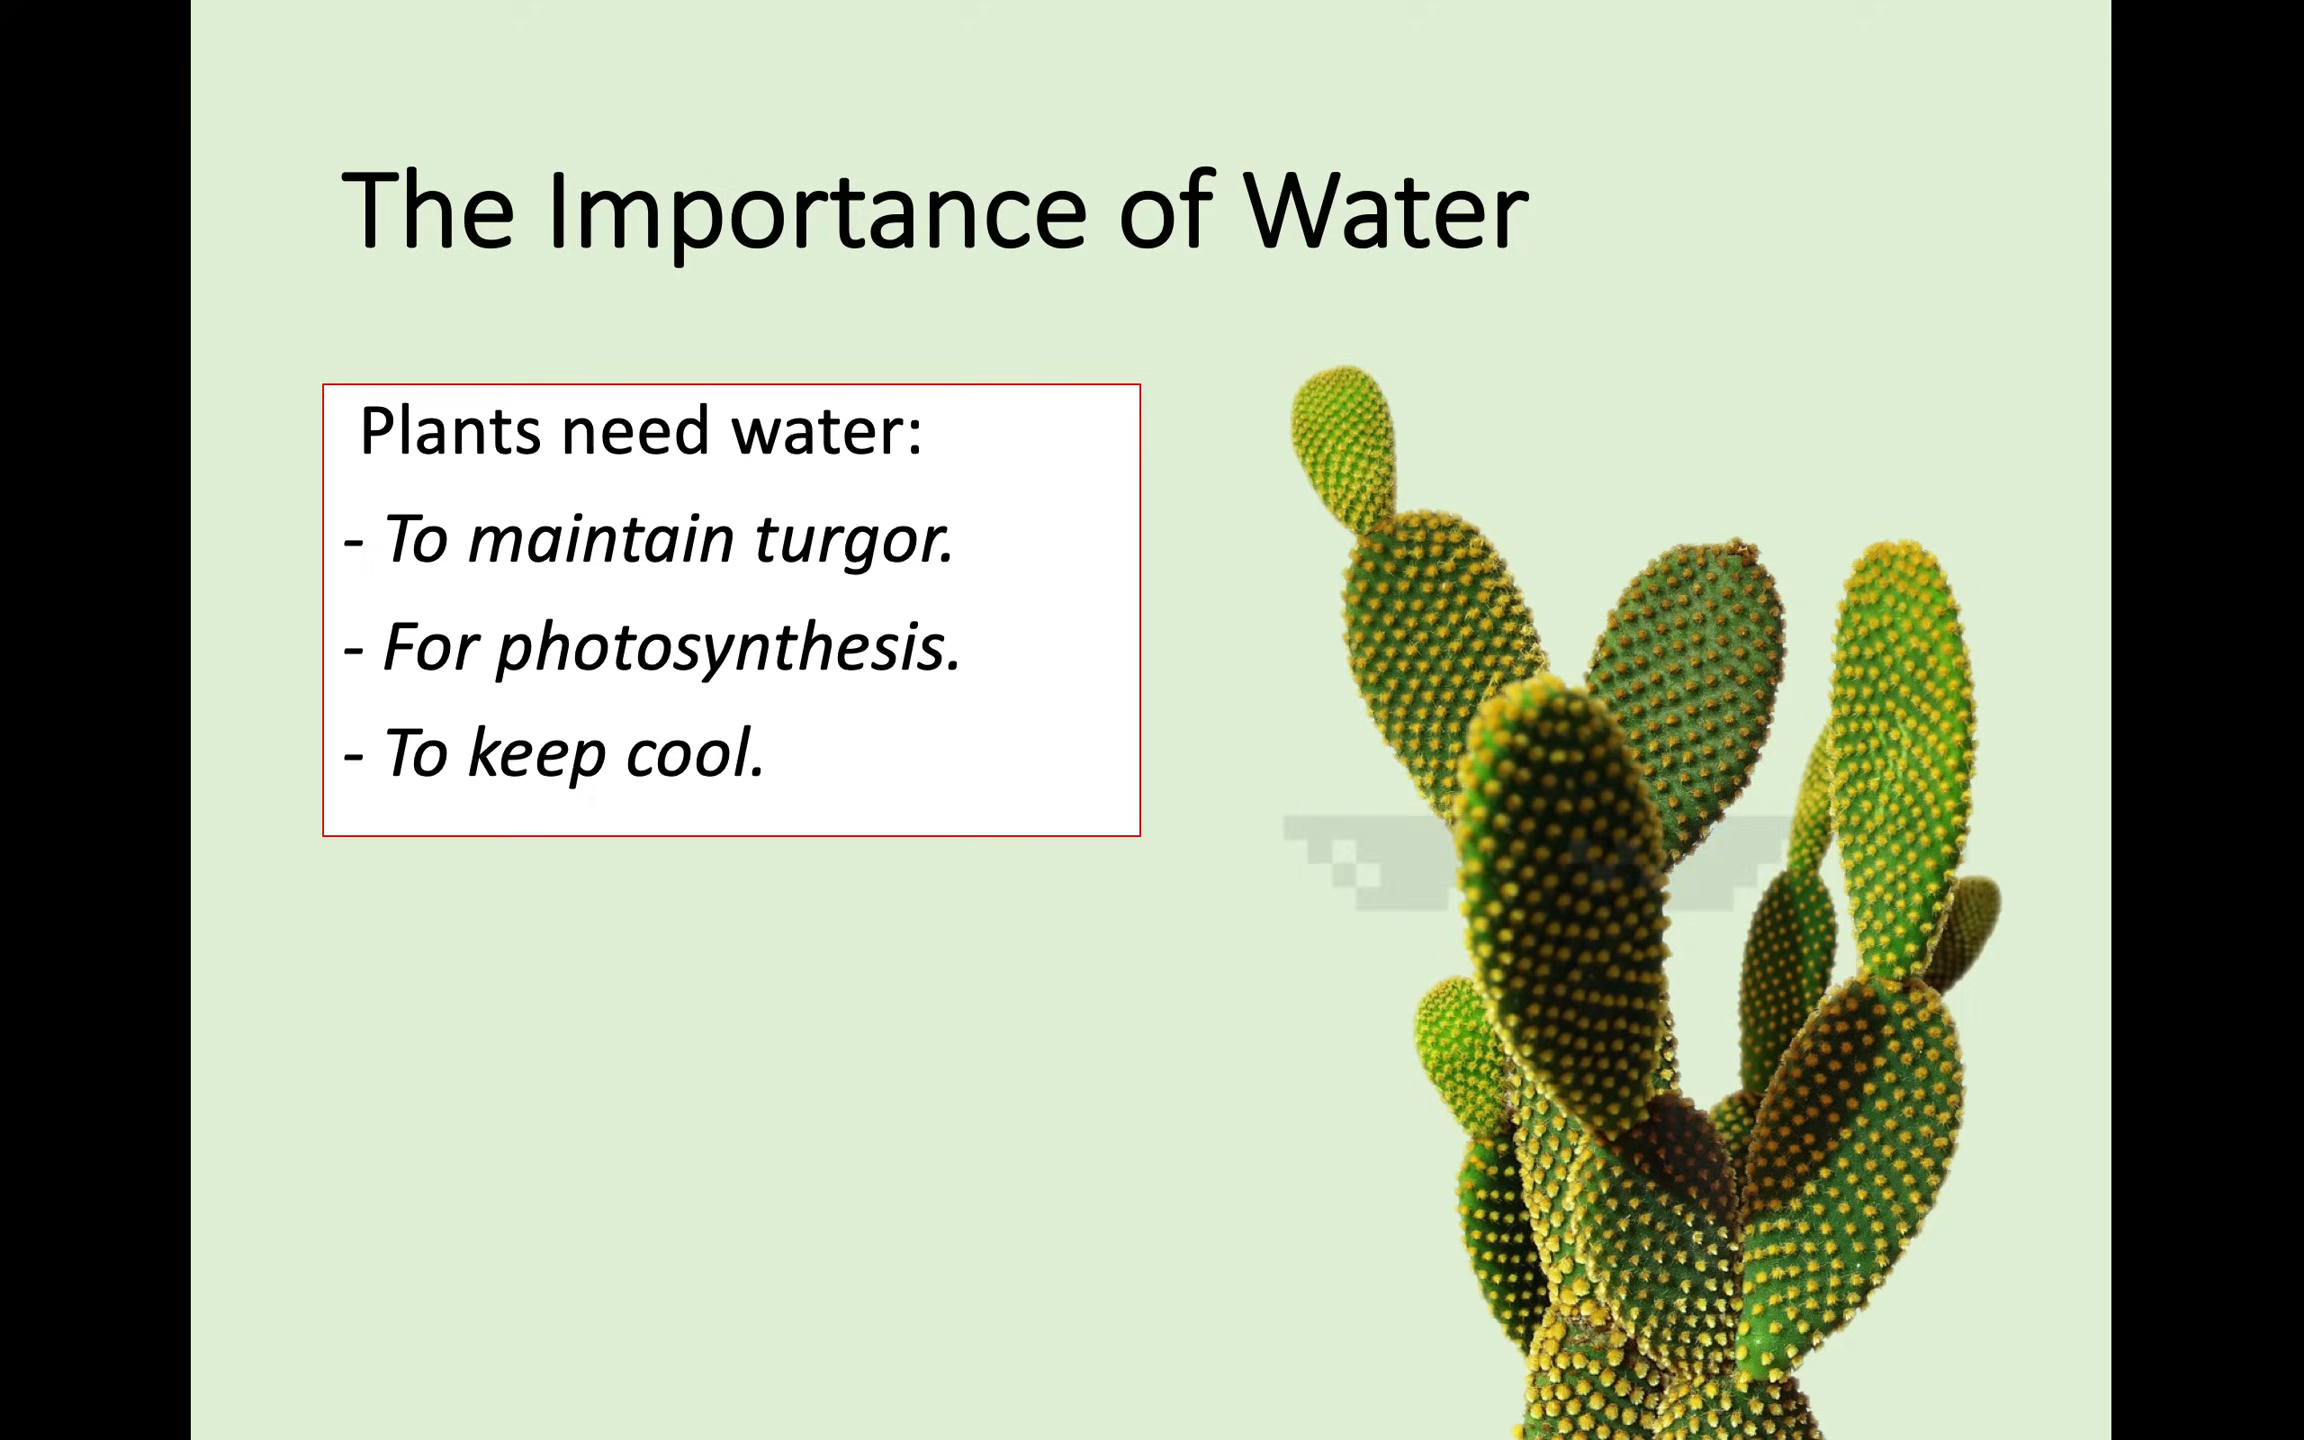 The Importance of Water
Plants need water:
- To maintain turgor.
- For photosynthesis.
- To keep cool.